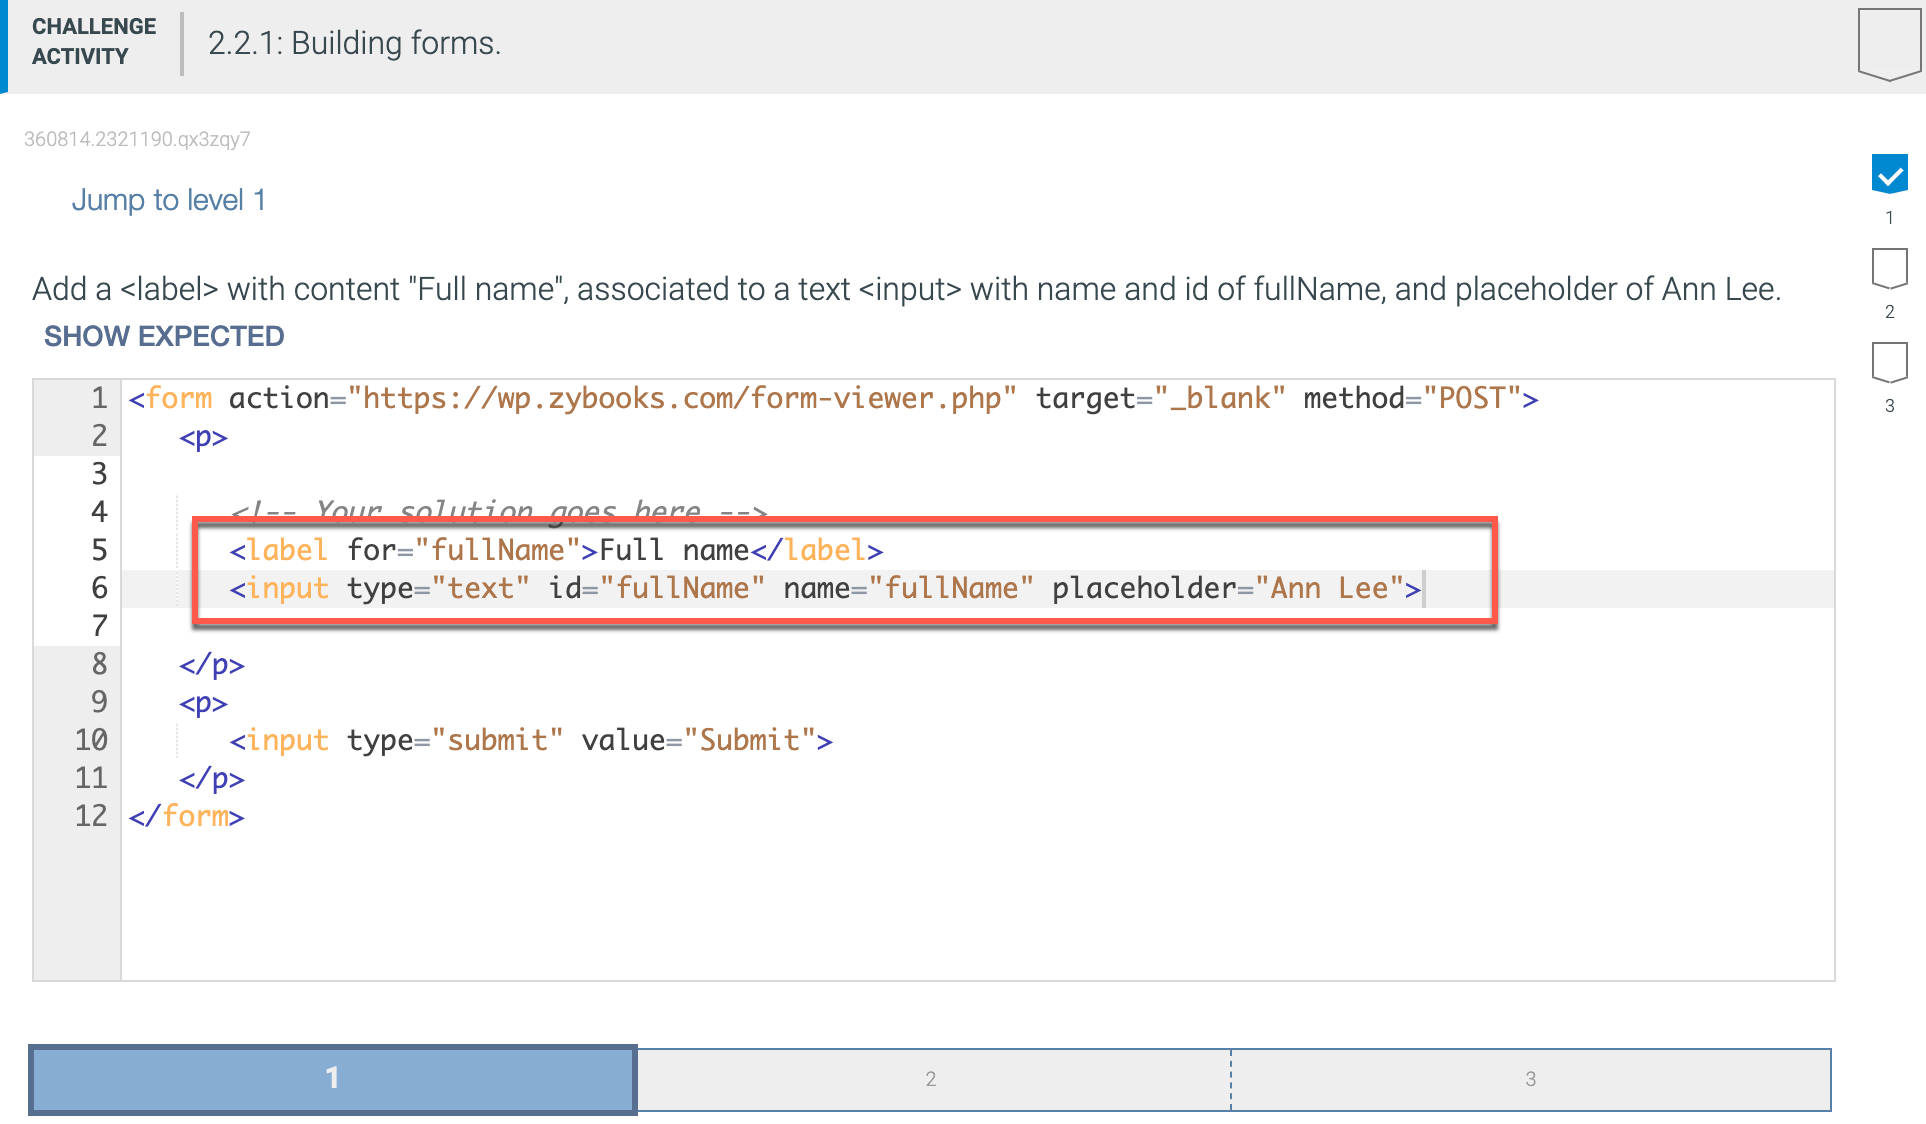 CHALLENGE
ACTIVITY
2.2.1: Building forms.
360814.2321190.qx3zqy7
Jump to level 1
1
2
3
Add a <label> with content "Full name", associated to a text <input> with name and id of fullName, and placeholder of Ann Lee.
SHOW EXPECTED
1 <form action="https://wp.zybooks.com/form-viewer.php" target="_blank" method="POST">
2 <p>
3
4 <!-- Your solution goes here -->
5 <label for="fullName">Full name</label>
6 <input type="text" id="fullName" name="fullName" placeholder="Ann Lee">
7
8 </p>
9 <p>
10 <input type="submit" value="Submit">
11 </p>
12 </form>
1 2 3